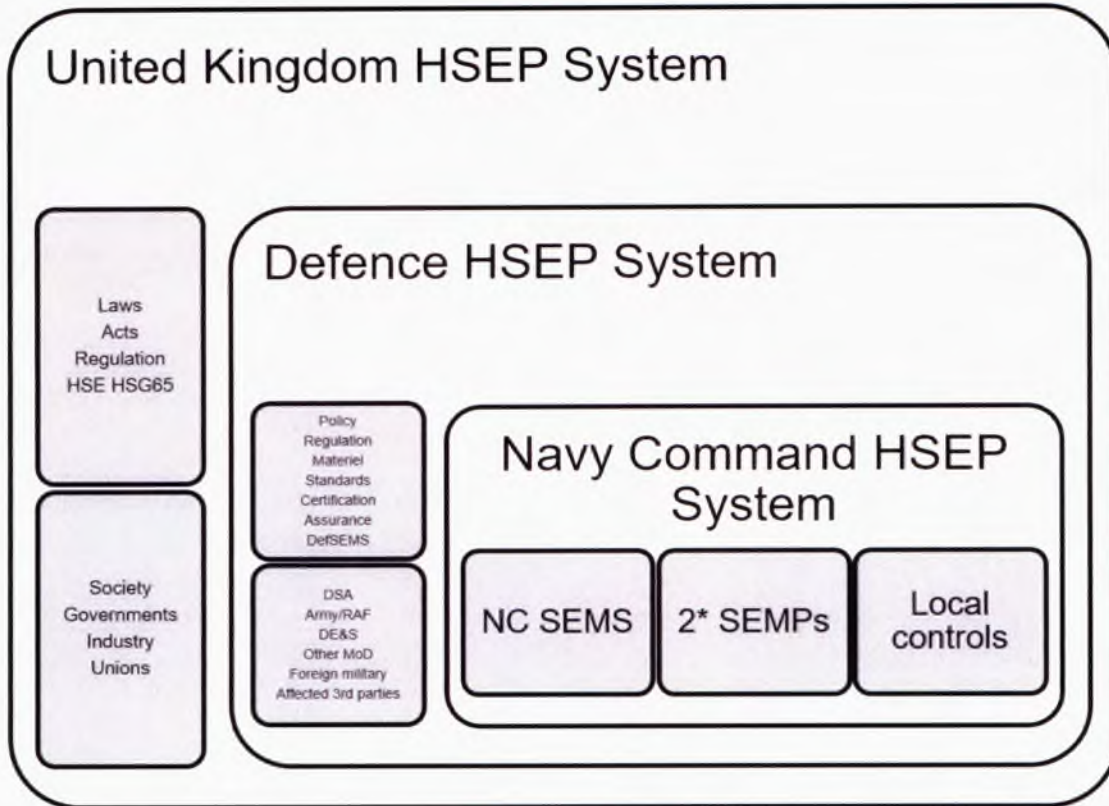 United Kingdom HSEP System
Laws
Acts
Regulation
HSE HSG65
Society
Governments
Industry
Unions
Defence HSEP System
Policy
Regulation
Materiel
Standards
Certification
Assurance
DefSEMS
DSA
Army/RAF
DE&S
Other MoD
Foreign military
Affected 3rd parties
Navy Command HSEP
System
NC SEMS
2* SEMPs
Local
controls